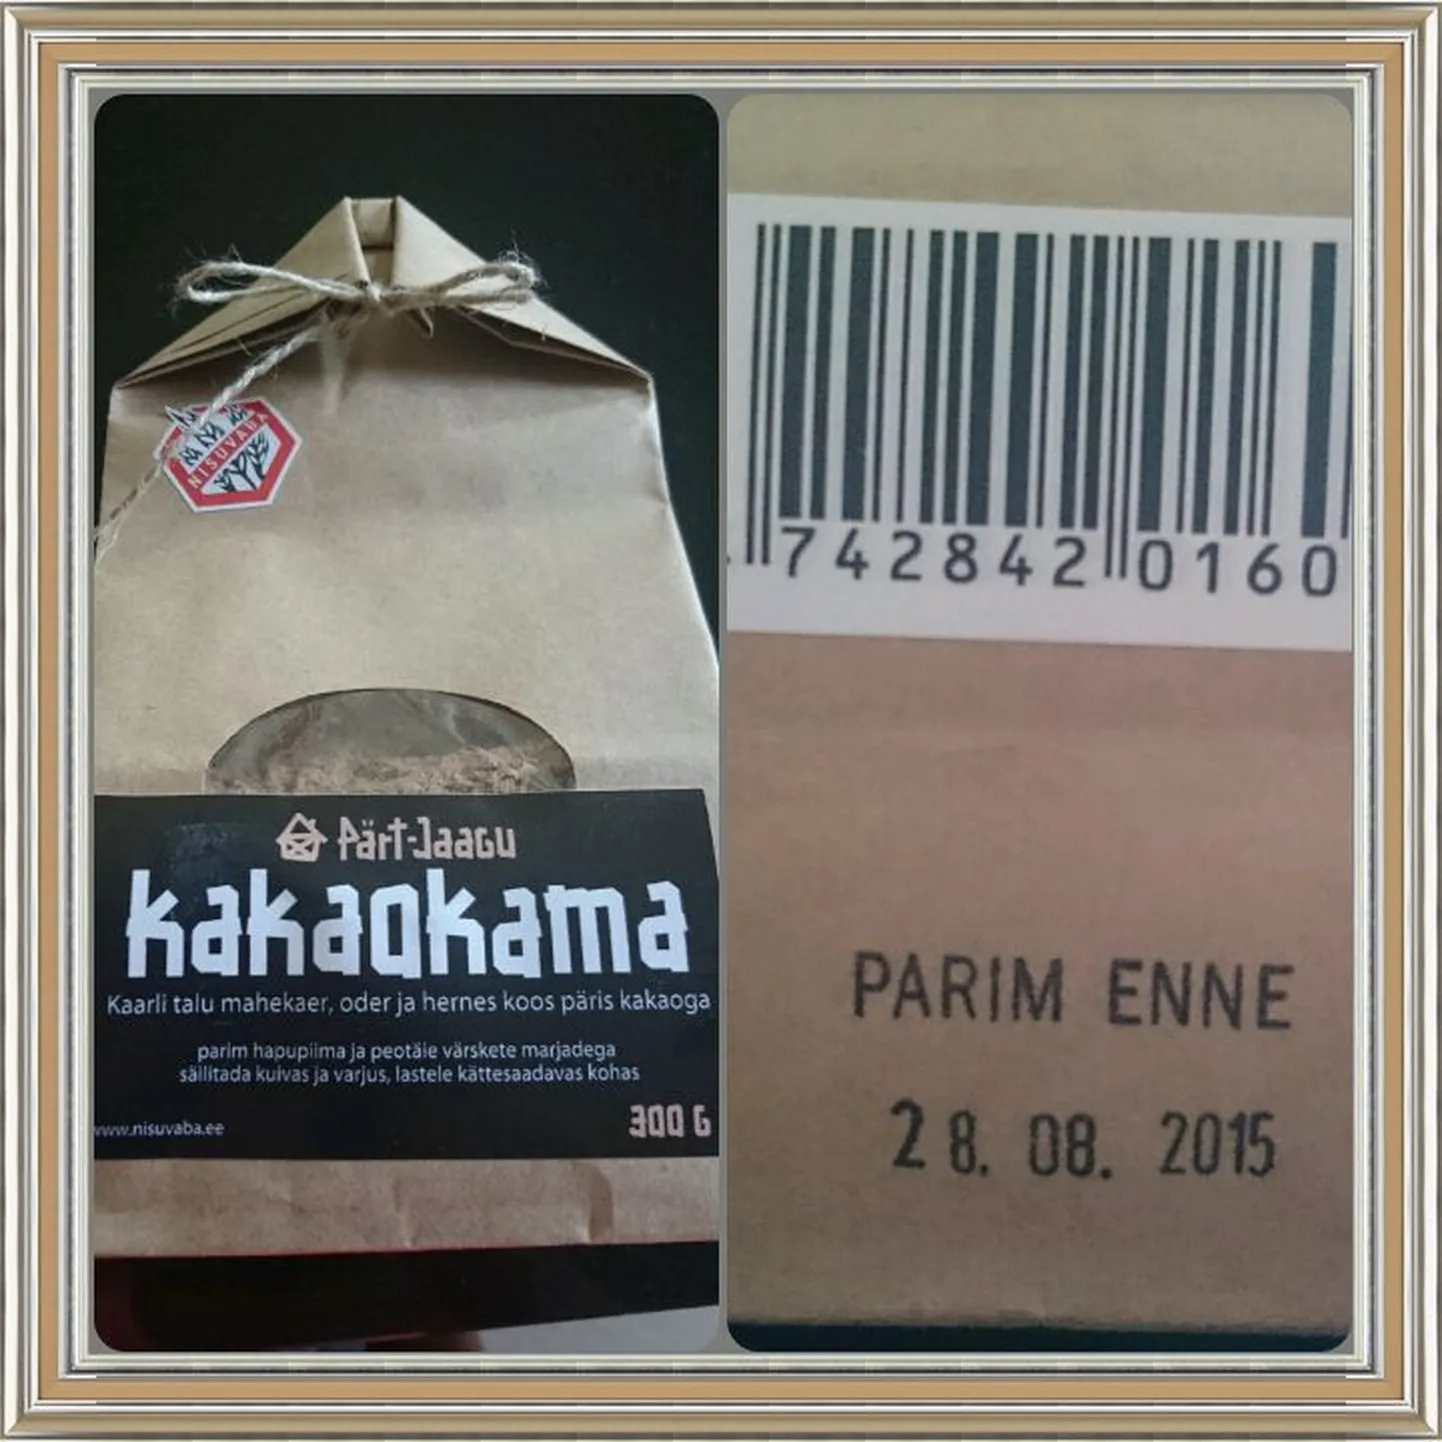 NISUVABA
Pärt-Jaagu
kakaokama
Kaarli talu mahekaer, oder ja hernes koos päris kakaoga
parim hapupiima ja peotäie värskete marjadega
säilitada kuivas ja varjus, lastele kättesaadavas kohas
www.nisuvaba.ee
300 G
742842 0160
PARIM ENNE
28. 08. 2015